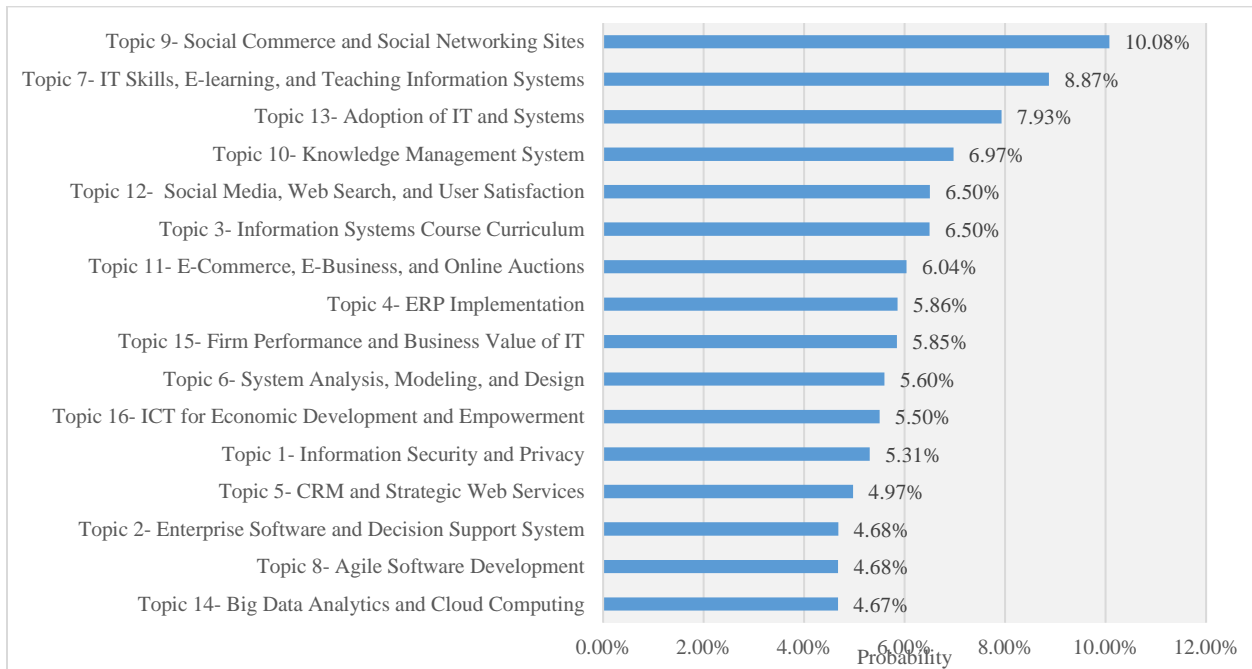 Topic 9- Social Commerce and Social Networking Sites 10.08%
Topic 7- IT Skills, E-learning, and Teaching Information Systems 8.87%
Topic 13- Adoption of IT and Systems 7.93%
Topic 10- Knowledge Management System 6.97%
Topic 12-  Social Media, Web Search, and User Satisfaction 6.50%
Topic 3- Information Systems Course Curriculum 6.50%
Topic 11- E-Commerce, E-Business, and Online Auctions 6.04%
Topic 4- ERP Implementation 5.86%
Topic 15- Firm Performance and Business Value of IT 5.85%
Topic 6- System Analysis, Modeling, and Design 5.60%
Topic 16- ICT for Economic Development and Empowerment 5.50%
Topic 1- Information Security and Privacy 5.31%
Topic 5- CRM and Strategic Web Services 4.97%
Topic 2- Enterprise Software and Decision Support System 4.68%
Topic 8- Agile Software Development 4.68%
Topic 14- Big Data Analytics and Cloud Computing 4.67%
0.00% 2.00% 4.00% 6.00% 8.00% 10.00% 12.00%
Probability